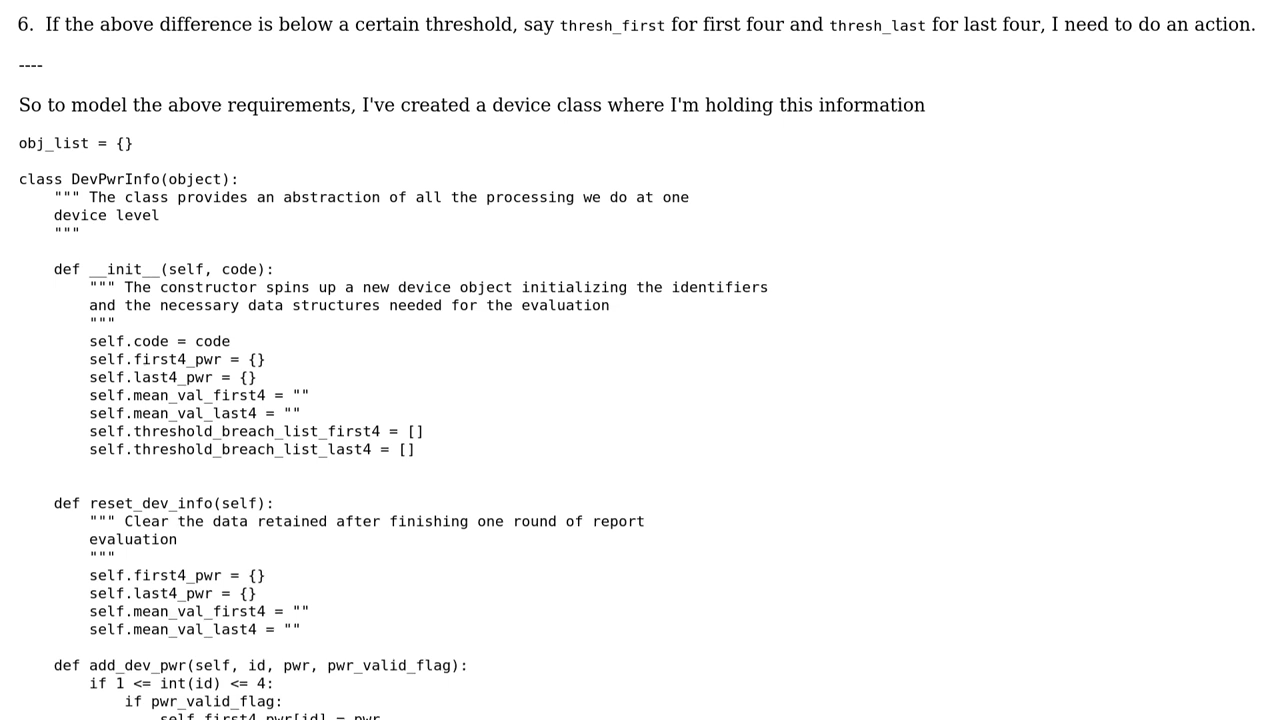 6. If the above difference is below a certain threshold, say thresh_first for first four and thresh_last for last four, I need to do an action.
----
So to model the above requirements, I've created a device class where I'm holding this information
obj_list = {}
class DevPwrInfo(object):
    """ The class provides an abstraction of all the processing we do at one
    device level
    """
    def __init__(self, code):
        """ The constructor spins up a new device object initializing the identifiers
        and the necessary data structures needed for the evaluation
        """
        self.code = code
        self.first4_pwr = {}
        self.last4_pwr = {}
        self.mean_val_first4 = ""
        self.mean_val_last4 = ""
        self.threshold_breach_list_first4 = []
        self.threshold_breach_list_last4 = []
    def reset_dev_info(self):
        """ Clear the data retained after finishing one round of report
        evaluation
        """
        self.first4_pwr = {}
        self.last4_pwr = {}
        self.mean_val_first4 = ""
        self.mean_val_last4 = ""
    def add_dev_pwr(self, id, pwr, pwr_valid_flag):
        if 1 <= int(id) <= 4:
            if pwr_valid_flag:
                self.first4_pwr[id] = pwr